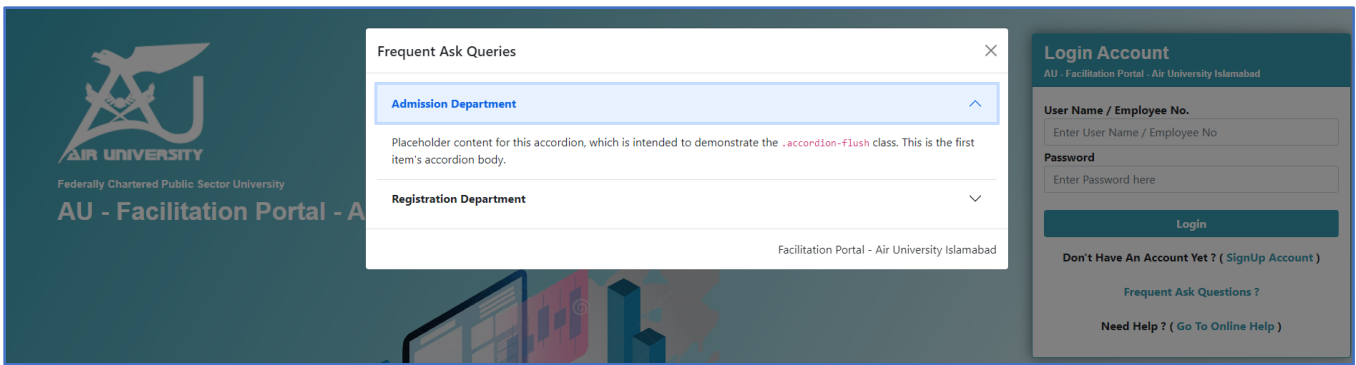 AIR UNIVERSITY
Federally Chartered Public Sector University
AU - Facilitation Portal - A
Frequent Ask Queries
Admission Department
Placeholder content for this accordion, which is intended to demonstrate the .accordion-flush class. This is the first
item's accordion body.
Registration Department
Facilitation Portal - Air University Islamabad
Login Account
AU - Facilitation Portal - Air University Islamabad
User Name / Employee No.
Enter User Name / Employee No
Password
Enter Password here
Login
Don't Have An Account Yet ? ( SignUp Account )
Frequent Ask Questions ?
Need Help ? ( Go To Online Help )